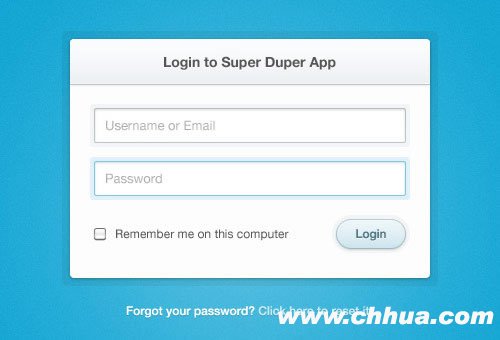 Login to Super Duper App
Username or Email
Password
Remember me on this computer
Login
Forgot your password? Click here to reset it!
www.chhua.com